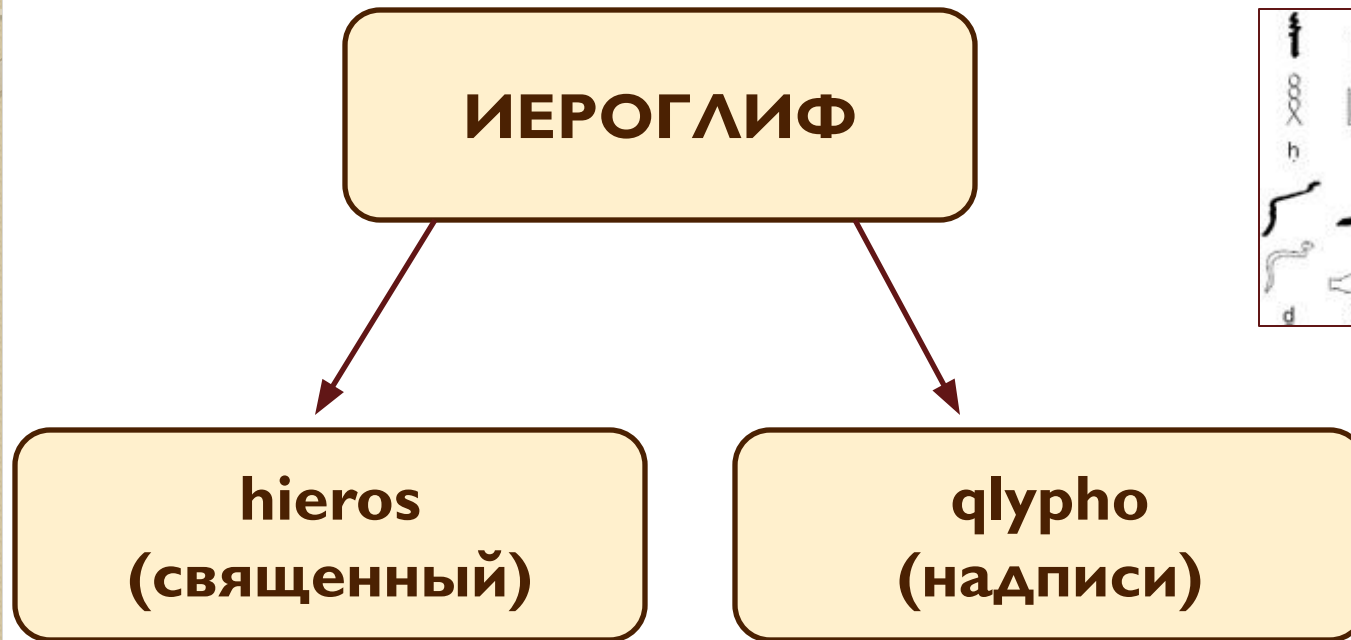 ИЕРОГЛИФ
ḥ
d
hieros
(священный)
qlypho
(надписи)